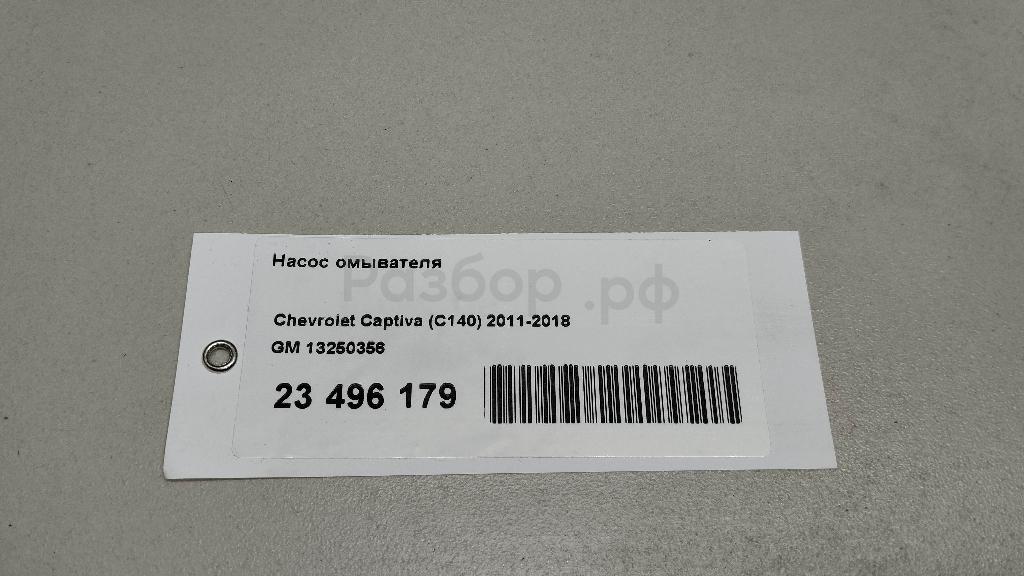 Насос омывателя
Разбор.рф
Chevrolet Captiva (C140) 2011-2018
GM 13250356
23 496 179